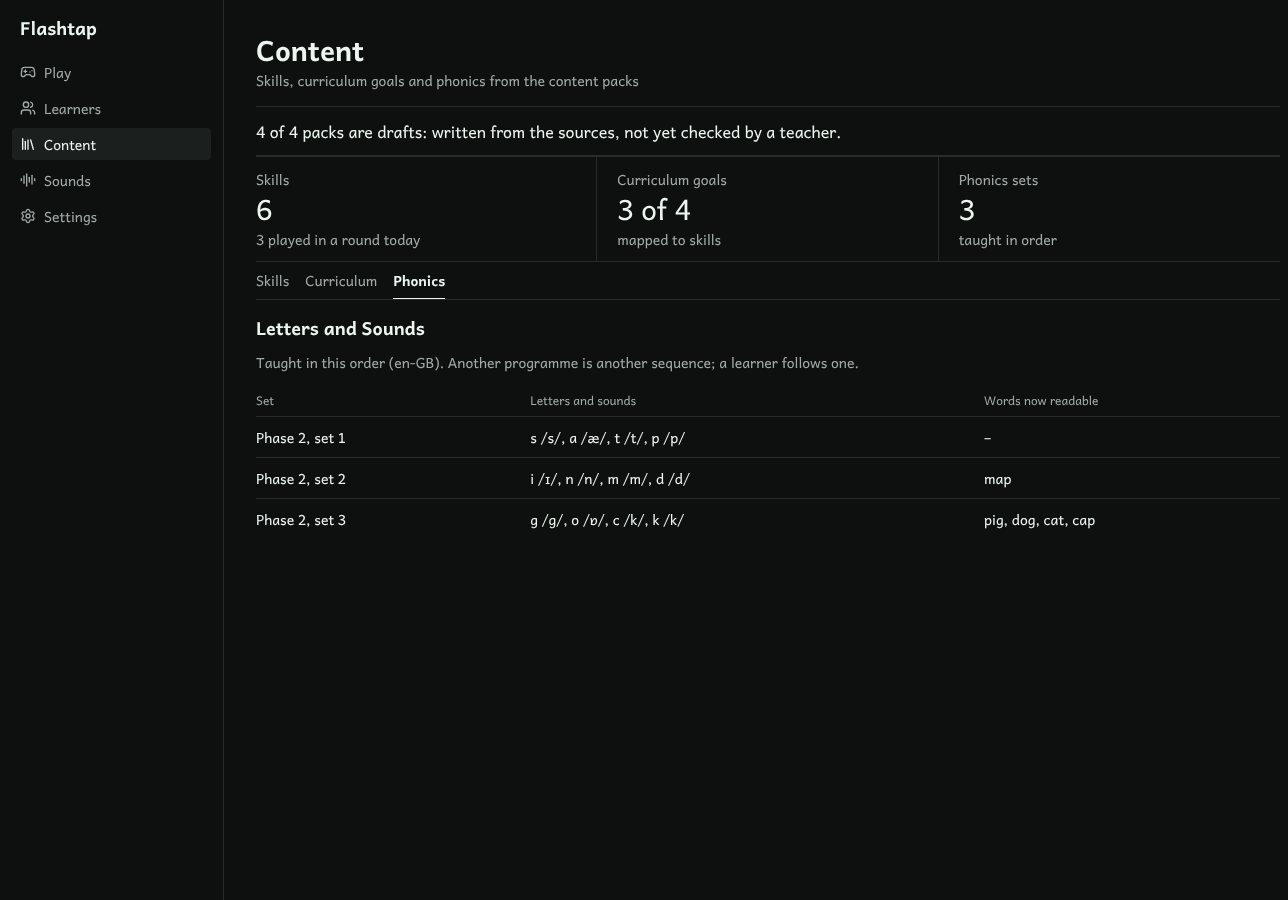 Flashtap
Play
Learners
Content
Sounds
Settings
Content
Skills, curriculum goals and phonics from the content packs
4 of 4 packs are drafts: written from the sources, not yet checked by a teacher.
Skills
6
3 played in a round today
Curriculum goals
3 of 4
mapped to skills
Phonics sets
3
taught in order
Skills Curriculum Phonics
Letters and Sounds
Taught in this order (en-GB). Another programme is another sequence; a learner follows one.
Set Letters and sounds Words now readable
Phase 2, set 1 s /s/, a /æ/, t /t/, p /p/ –
Phase 2, set 2 i /ɪ/, n /n/, m /m/, d /d/ map
Phase 2, set 3 g /ɡ/, o /ɒ/, c /k/, k /k/ pig, dog, cat, cap